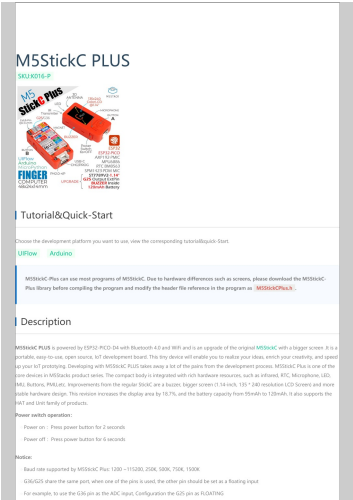 M5StickC PLUS
SKU:K016-P
M5
StickC Plus
UIFlow
Arduino
FINGER
COMPUTER
ESP32
ESP32-PICO
BUZZER Inside
120mAh Battery
Tutorial&Quick-Start
Choose the development platform you want to use, view the corresponding tutorial&quick-Start.
UIFlow Arduino
M5StickC-Plus can use most programs of M5StickC. Due to hardware differences such as screens, please download the M5StickC-
Plus library before compiling the program and modify the header file reference in the program as M5StickCPlus.h .
Description
M5StickC PLUS is powered by ESP32-PICO-D4 with Bluetooth 4.0 and WiFi and is an upgrade of the original M5StickC with a bigger screen. It is a
portable, easy-to-use, open source, IoT development board. This tiny device will enable you to realize your ideas, enrich your creativity, and speed
up your IoT prototyping. Developing with M5StickC PLUS takes away a lot of the pains from the development process. M5StickC Plus is one of the
core devices in M5Stacks product series. The compact body is integrated with rich hardware resources, such as infrared, RTC, Microphone, LED,
IMU, Buttons, PMU,etc. Improvements from the regular StickC are a buzzer, bigger screen (1.14-inch, 135 * 240 resolution LCD Screen) and more
stable hardware design. This revision increases the display area by 18.7%, and the battery capacity from 95mAh to 120mAh. It also supports the
HAT and Unit family of products.
Power switch operation:
Power on：Press power button for 2 seconds
Power off：Press power button for 6 seconds
Notice:
Baud rate supported by M5StickC Plus: 1200 ~115200, 250K, 500K, 750K, 1500K
G36/G25 share the same port, when one of the pins is used, the other pin should be set as a floating input
For example, to use the G36 pin as the ADC input, Configuration the G25 pin as FLOATING